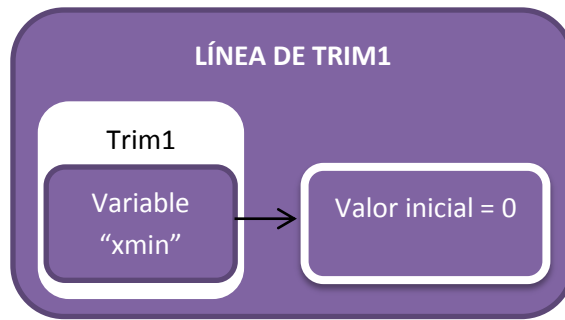 LÍNEA DE TRIM1
Trim1
Variable
“xmin”
Valor inicial = 0